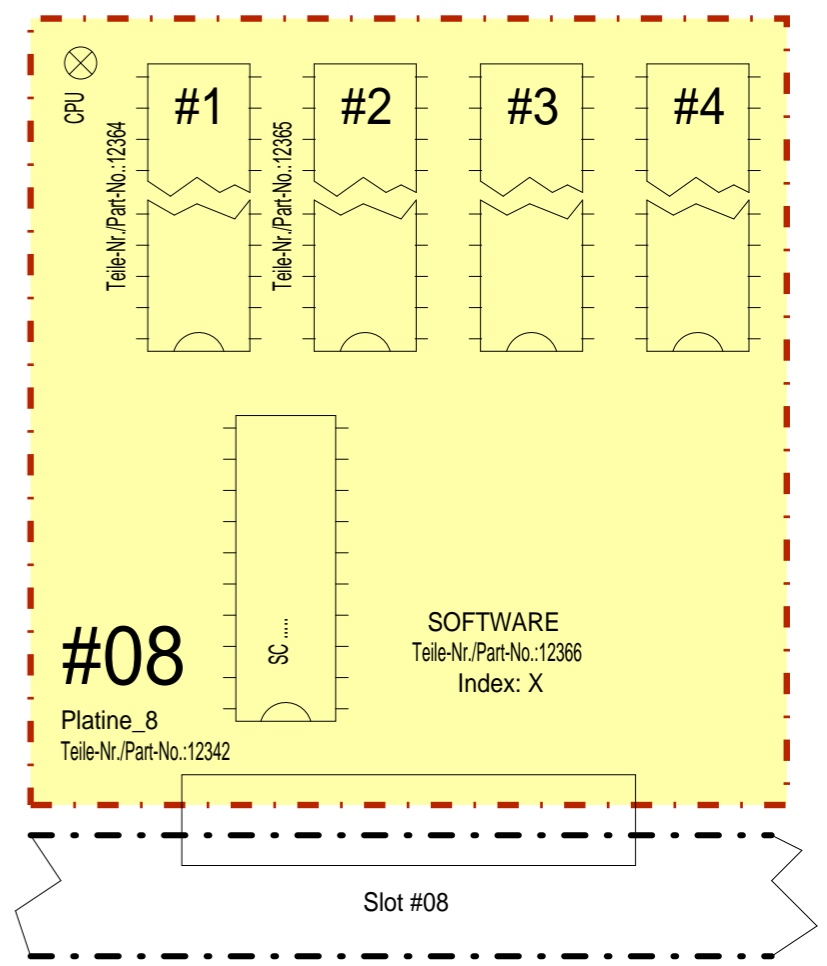 #1
#2
#3
#4
CPU
Teile-Nr./Part-No.:12364
Teile-Nr./Part-No.:12365
SC .....
#08
SOFTWARE
Teile-Nr./Part-No.:12366
Index: X
Platine_8
Teile-Nr./Part-No.:12342
Slot #08